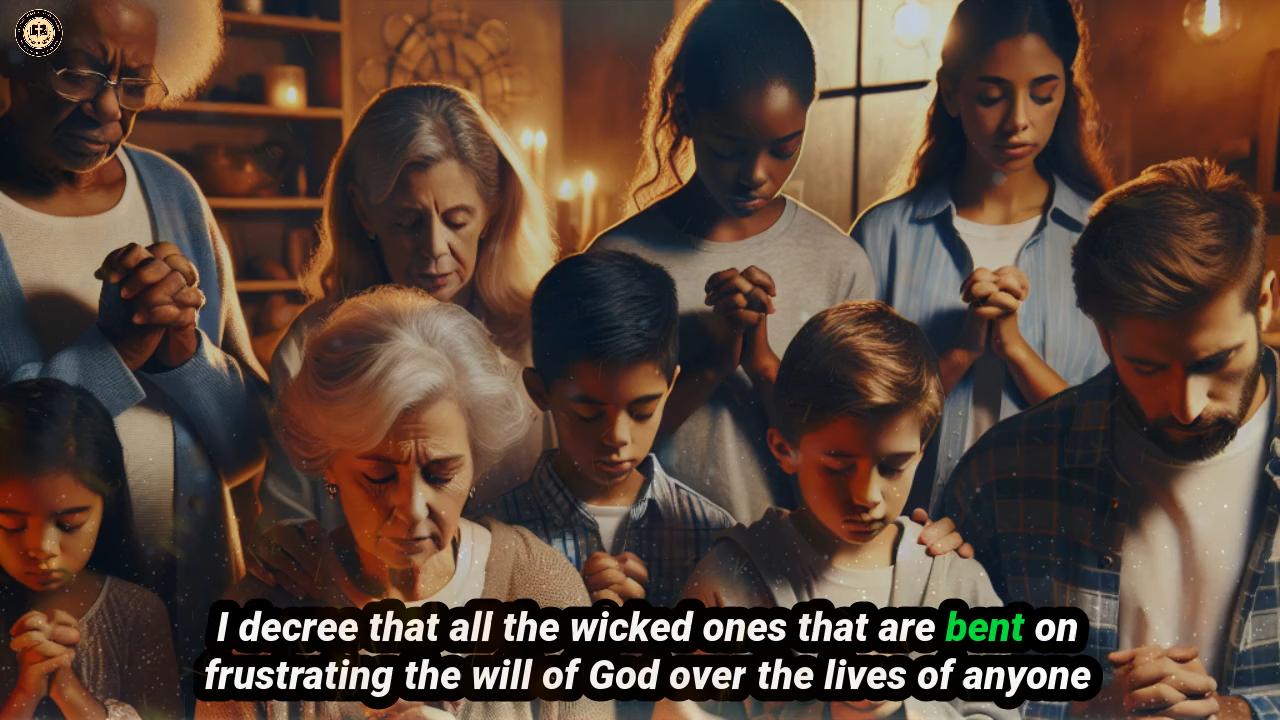 I decree that all the wicked ones that are bent on
frustrating the will of God over the lives of anyone